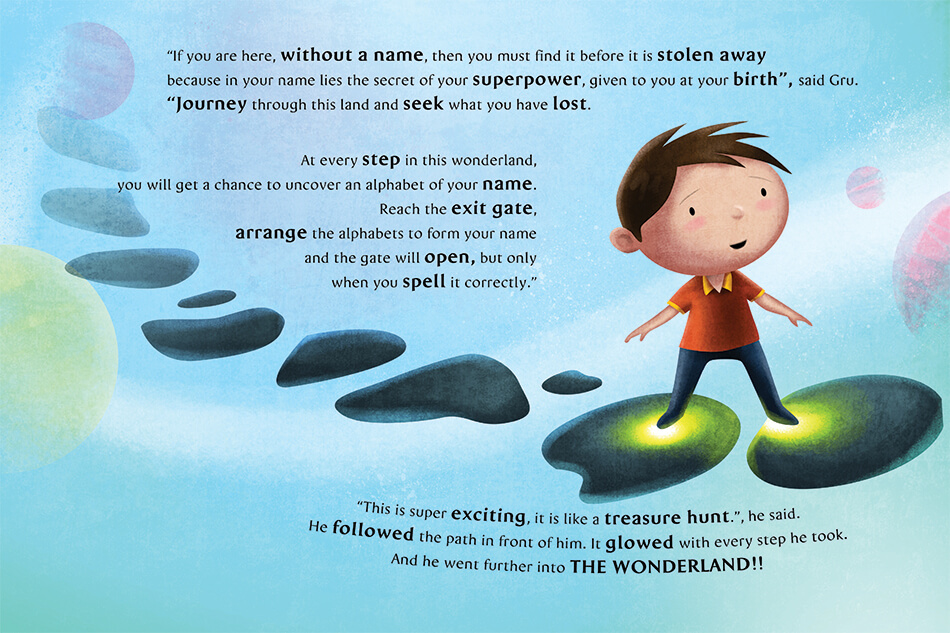 “If you are here, without a name, then you must find it before it is stolen away
because in your name lies the secret of your superpower, given to you at your birth”, said Gru.
“Journey through this land and seek what you have lost.
At every step in this wonderland,
you will get a chance to uncover an alphabet of your name.
Reach the exit gate,
arrange the alphabets to form your name
and the gate will open, but only
when you spell it correctly.”
“This is super exciting, it is like a treasure hunt.”, he said.
He followed the path in front of him. It glowed with every step he took.
And he went further into THE WONDERLAND!!